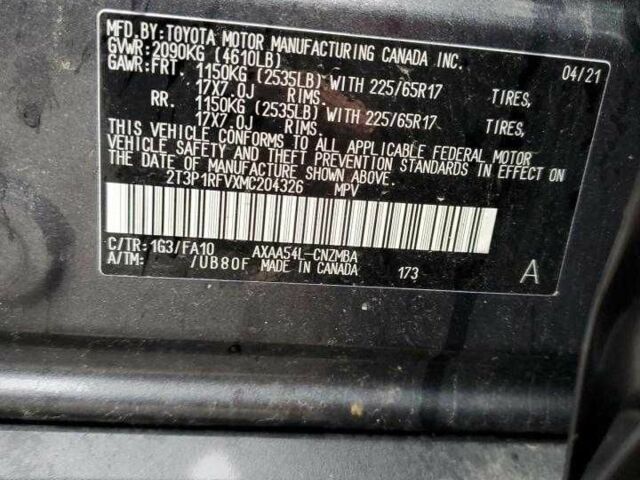 MFD.BY:TOYOTA MOTOR MANUFACTURING CANADA INC.
GVWR:2090KG (4610LB) 04/21
GAWR:FRT. 1150KG (2535LB) WITH 225/65R17 TIRES,
17X7.0J RIMS.
RR. 1150KG (2535LB) WITH 225/65R17 TIRES,
17X7.0J RIMS.
THIS VEHICLE CONFORMS TO ALL APPLICABLE FEDERAL MOTOR
VEHICLE SAFETY AND THEFT PREVENTION STANDARDS IN EFFECT ON
THE DATE OF MANUFACTURE SHOWN ABOVE.
2T3P1RFVXMC204326 MPV
C/TR:1G3/FA10 AXAA54L-CNZMBA
A/TM: /UB80F MADE IN CANADA 173 A